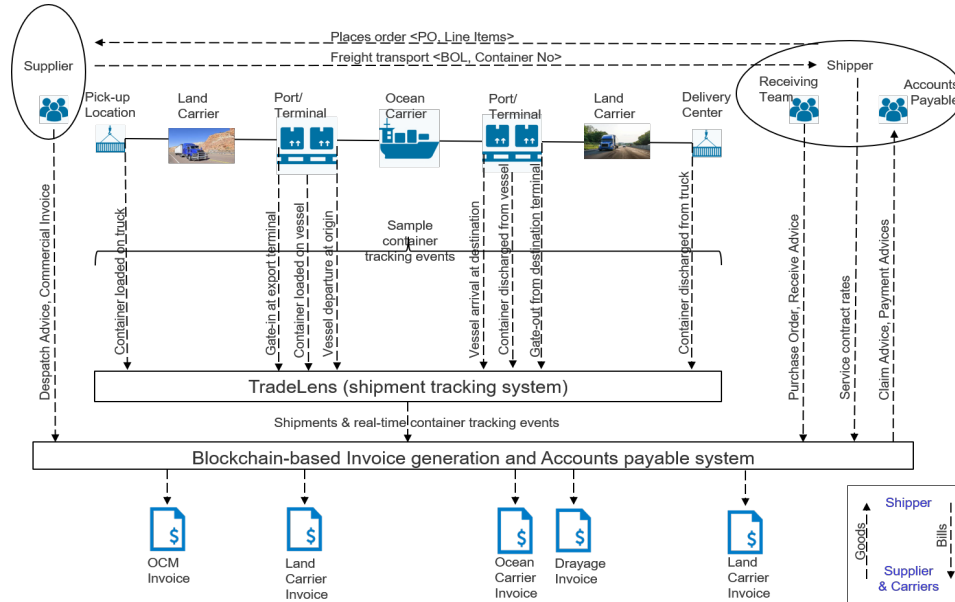 Places order <PO, Line Items>
Supplier
Freight transport <BOL, Container No>
Shipper
Receiving
Team
Accounts
Payable
Pick-up
Location
Land
Carrier
Port/
Terminal
Ocean
Carrier
Port/
Terminal
Land
Carrier
Delivery
Center
Sample
container
tracking events
Despatch Advice, Commercial Invoice
Container loaded on truck
Gate-in at export terminal
Container loaded on vessel
Vessel departure at origin
Vessel arrival at destination
Container discharged from vessel
Gate-out from destination terminal
Container discharged from truck
Purchase Order, Receive Advice
Service contract rates
Claim Advice, Payment Advices
TradeLens (shipment tracking system)
Shipments & real-time container tracking events
Blockchain-based Invoice generation and Accounts payable system
$
$
$
$
$
OCM
Invoice
Land
Carrier
Invoice
Ocean
Carrier
Invoice
Drayage
Invoice
Land
Carrier
Invoice
Shipper
Goods
Bills
Supplier
& Carriers